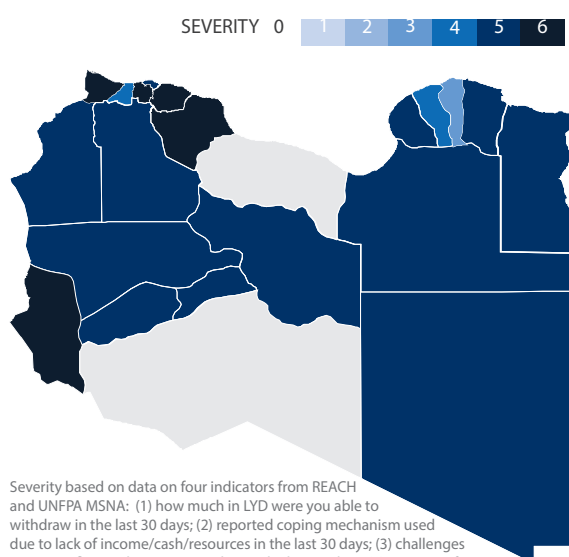 SEVERITY 0 1 2 3 4 5 6
Severity based on data on four indicators from REACH
and UNFPA MSNA: (1) how much in LYD were you able to
withdraw in the last 30 days; (2) reported coping mechanism used
due to lack of income/cash/resources in the last 30 days; (3) challenges